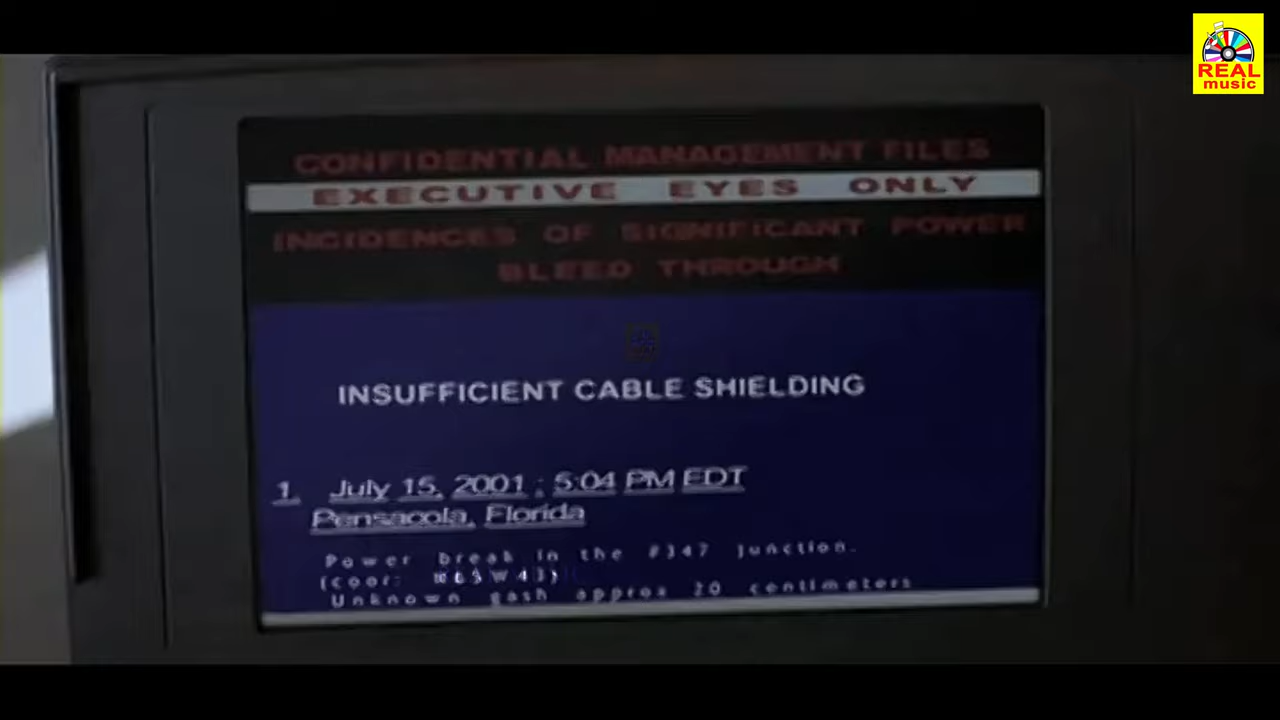 REAL
music
CONFIDENTIAL MANAGEMENT FILES
EXECUTIVE EYES ONLY
INCIDENCES OF SIGNIFICANT POWER
BLEED THROUGH
INSUFFICIENT CABLE SHIELDING
1. July 15, 2001 : 5:04 PM EDT
Pensacola, Florida
Power break in the #347 junction.
(coor:
Unknown gash approx 20 centimeters